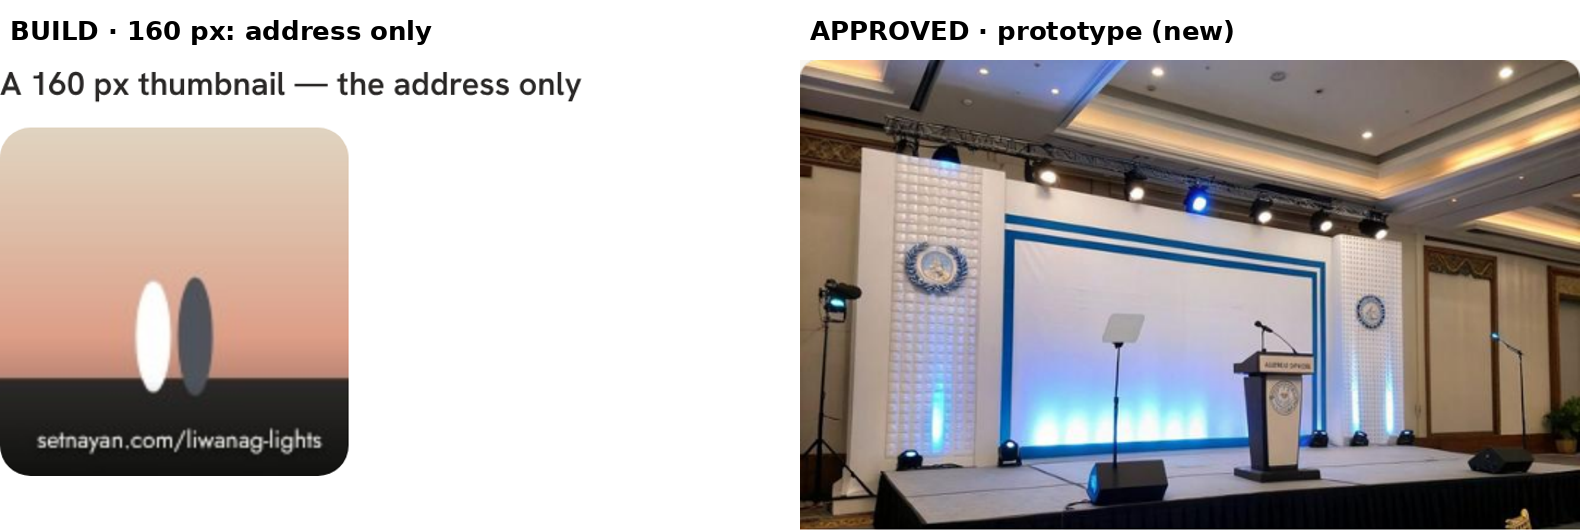 BUILD · 160 px: address only
APPROVED · prototype (new)
A 160 px thumbnail — the address only
setnayan.com/liwanag-lights